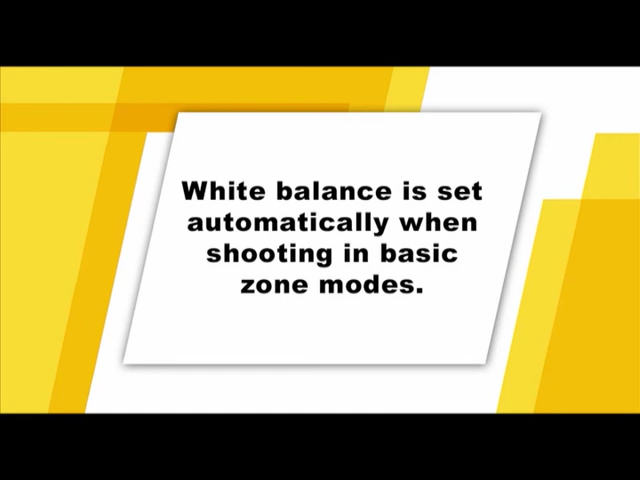 White balance is set
automatically when
shooting in basic
zone modes.